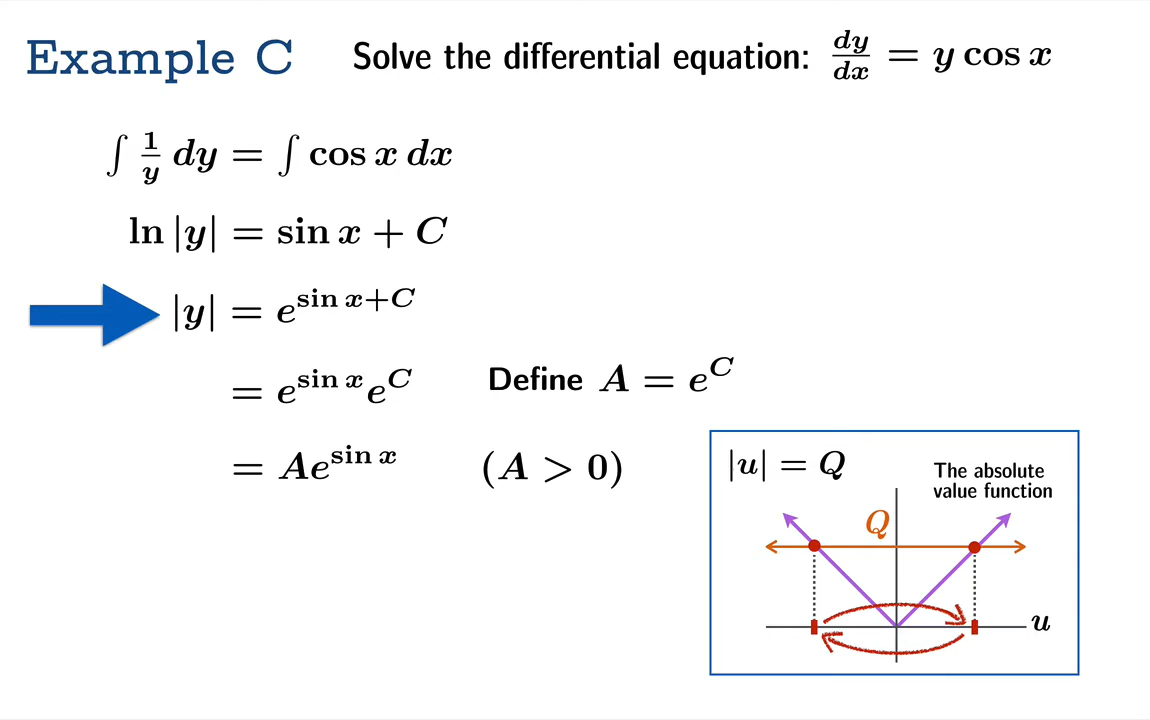 Example C
Solve the differential equation: dy/dx = y cos x
∫ 1/y dy = ∫ cos x dx
ln |y| = sin x + C
|y| = e^{sin x+C}
= e^{sin x}e^C
Define A = e^C
= Ae^{sin x}
(A > 0)
|u| = Q
The absolute
value function
Q
u